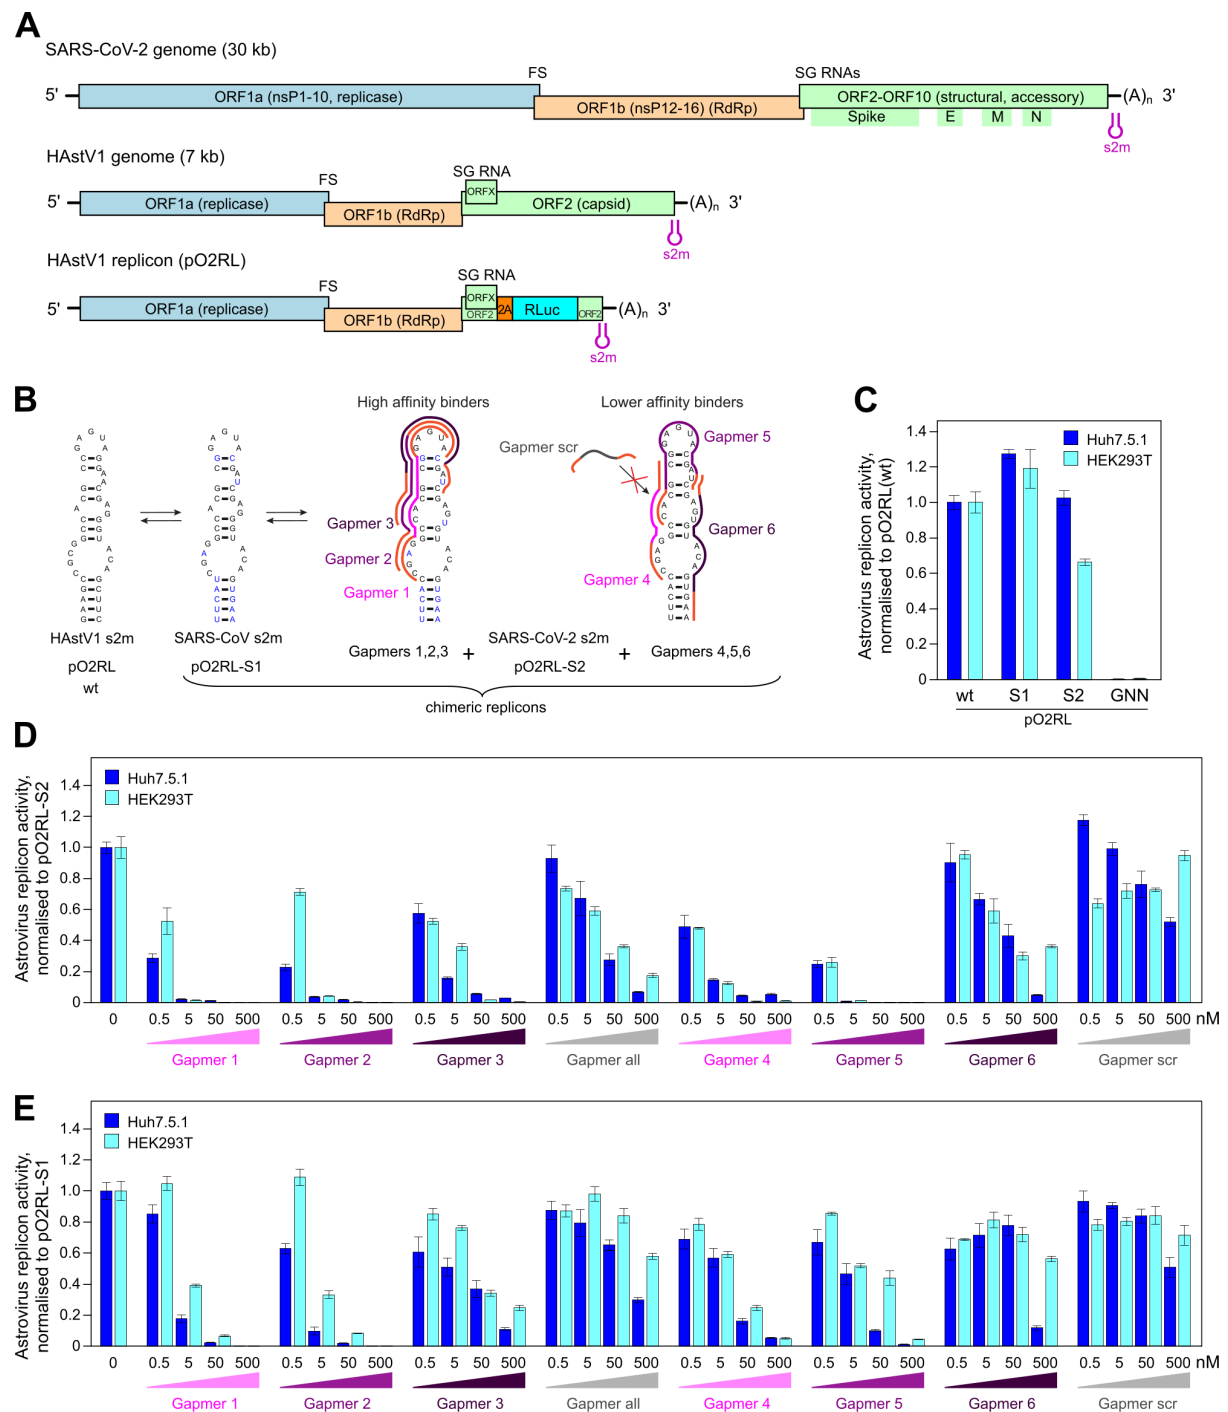 A
SARS-CoV-2 genome (30 kb)
FS
SG RNAs
5'
ORF1a (nsP1-10, replicase)
ORF1b (nsP12-16) (RdRp)
ORF2-ORF10 (structural, accessory)
(A)n 3'
Spike
E
M
N
s2m
HAstV1 genome (7 kb)
FS
SG RNA
5'
ORF1a (replicase)
ORF1b (RdRp)
ORFX
ORF2 (capsid)
(A)n 3'
s2m
HAstV1 replicon (pO2RL)
FS
SG RNA
5'
ORF1a (replicase)
ORF1b (RdRp)
ORFX
ORF2
2A
RLuc
ORF2
(A)n 3'
s2m
B
High affinity binders
Lower affinity binders
Gapmer scr
Gapmer 5
Gapmer 3
Gapmer 2
Gapmer 1
Gapmer 6
Gapmer 4
HAstV1 s2m
pO2RL
wt
SARS-CoV s2m
pO2RL-S1
Gapmers 1,2,3
+
SARS-CoV-2 s2m
pO2RL-S2
+
Gapmers 4,5,6
chimeric replicons
C
Astrovirus replicon activity,
normalised to pO2RL(wt)
1.4
1.2
1.0
0.8
0.6
0.4
0.2
0
Huh7.5.1
HEK293T
wt S1 S2 GNN
pO2RL
D
Astrovirus replicon activity,
normalised to pO2RL-S2
1.4
1.2
1.0
0.8
0.6
0.4
0.2
0
Huh7.5.1
HEK293T
0 0.5 5 50 500 0.5 5 50 500 0.5 5 50 500 0.5 5 50 500 0.5 5 50 500 0.5 5 50 500 0.5 5 50 500 0.5 5 50 500 nM
Gapmer 1 Gapmer 2 Gapmer 3 Gapmer all Gapmer 4 Gapmer 5 Gapmer 6 Gapmer scr
E
Astrovirus replicon activity,
normalised to pO2RL-S1
1.4
1.2
1.0
0.8
0.6
0.4
0.2
0
Huh7.5.1
HEK293T
0 0.5 5 50 500 0.5 5 50 500 0.5 5 50 500 0.5 5 50 500 0.5 5 50 500 0.5 5 50 500 0.5 5 50 500 0.5 5 50 500 nM
Gapmer 1 Gapmer 2 Gapmer 3 Gapmer all Gapmer 4 Gapmer 5 Gapmer 6 Gapmer scr